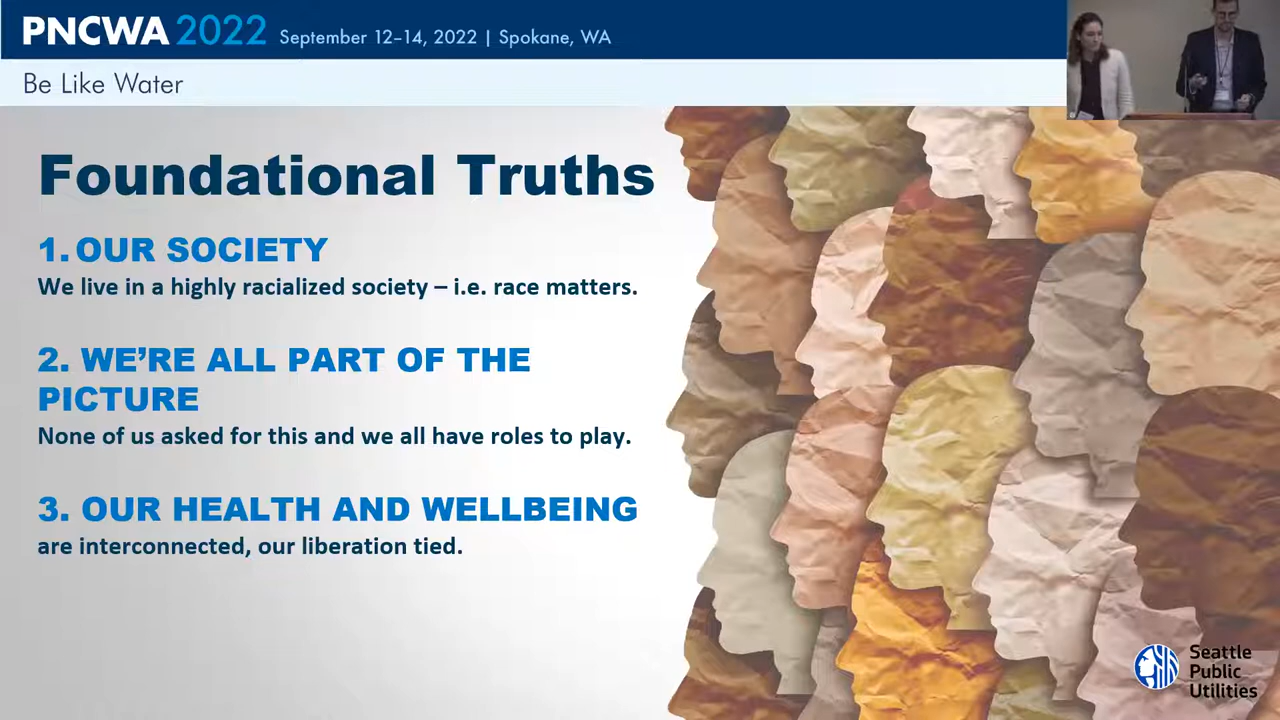 PNCWA 2022 September 12–14, 2022 | Spokane, WA
Be Like Water
Foundational Truths
1. OUR SOCIETY
We live in a highly racialized society – i.e. race matters.
2. WE’RE ALL PART OF THE
PICTURE
None of us asked for this and we all have roles to play.
3. OUR HEALTH AND WELLBEING
are interconnected, our liberation tied.
Seattle
Public
Utilities